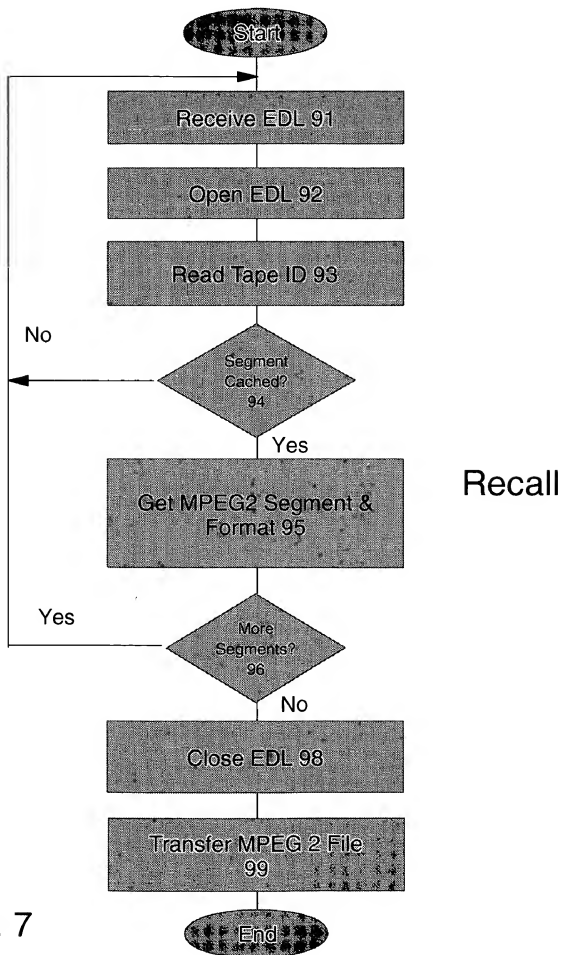 Start
Receive EDL 91
Open EDL 92
Read Tape ID 93
No
Segment
Cached?
94
Yes
Get MPEG2 Segment &
Format 95
Recall
Yes
More
Segments?
96
No
Close EDL 98
Transfer MPEG 2 File
99
End
. 7